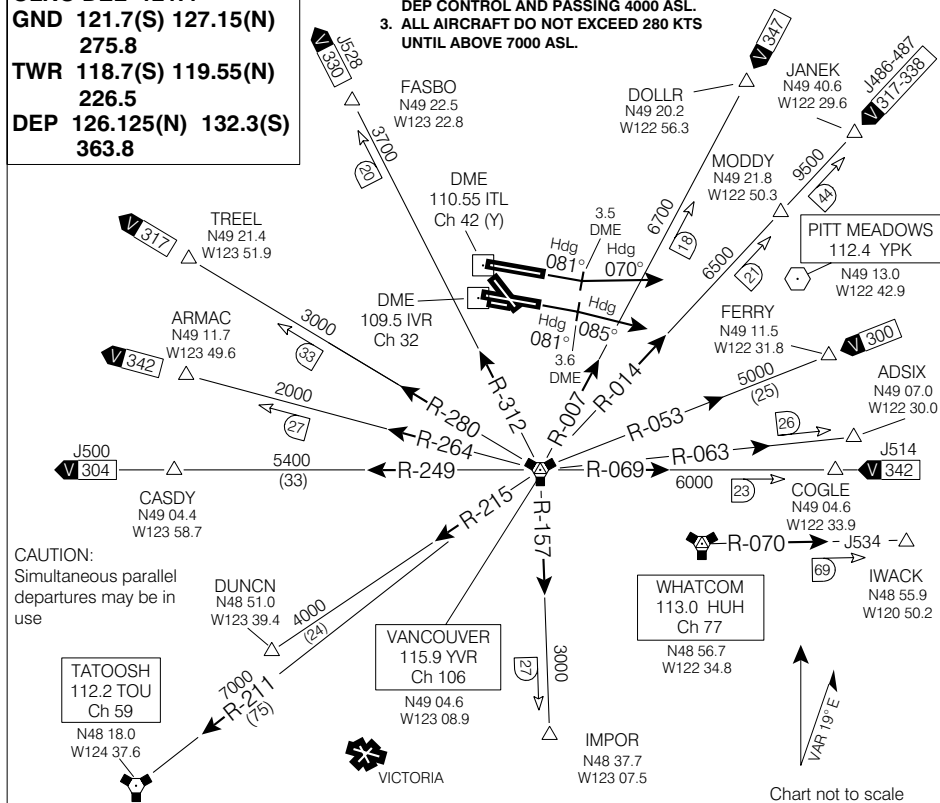 GND 121.7(S) 127.15(N)
275.8
TWR 118.7(S) 119.55(N)
226.5
DEP 126.125(N) 132.3(S)
363.8
DEP CONTROL AND PASSING 4000 ASL.
3. ALL AIRCRAFT DO NOT EXCEED 280 KTS
UNTIL ABOVE 7000 ASL.
J528
V 330
FASBO
N49 22.5
W123 22.8
3700
20
V 347
DOLLR
N49 20.2
W122 56.3
6700
18
JANEK
N49 40.6
W122 29.6
J486-487
V 317-338
9500
44
MODDY
N49 21.8
W122 50.3
6500
21
PITT MEADOWS
112.4 YPK
N49 13.0
W122 42.9
DME
110.55 ITL
Ch 42 (Y)
3.5
DME
Hdg
081°
Hdg
070°
DME
109.5 IVR
Ch 32
Hdg
081°
Hdg
085°
3.6
DME
V 317
TREEL
N49 21.4
W123 51.9
3000
33
ARMAC
N49 11.7
W123 49.6
V 342
2000
27
FERRY
N49 11.5
W122 31.8
V 300
5000
(25)
ADSIX
N49 07.0
W122 30.0
26
R-312
R-007
R-014
R-280
R-053
R-264
R-063
J500
V 304
5400
(33)
R-249
R-069
6000
23
J514
V 342
CASDY
N49 04.4
W123 58.7
COGLE
N49 04.6
W122 33.9
R-215
R-157
CAUTION:
Simultaneous parallel
departures may be in
use
DUNCN
N48 51.0
W123 39.4
4000
(24)
7000
R-211
(75)
TATOOSH
112.2 TOU
Ch 59
N48 18.0
W124 37.6
VANCOUVER
115.9 YVR
Ch 106
N49 04.6
W123 08.9
27
3000
IMPOR
N48 37.7
W123 07.5
R-070
J534
69
IWACK
N48 55.9
W120 50.2
WHATCOM
113.0 HUH
Ch 77
N48 56.7
W122 34.8
VICTORIA
VAR 19° E
Chart not to scale